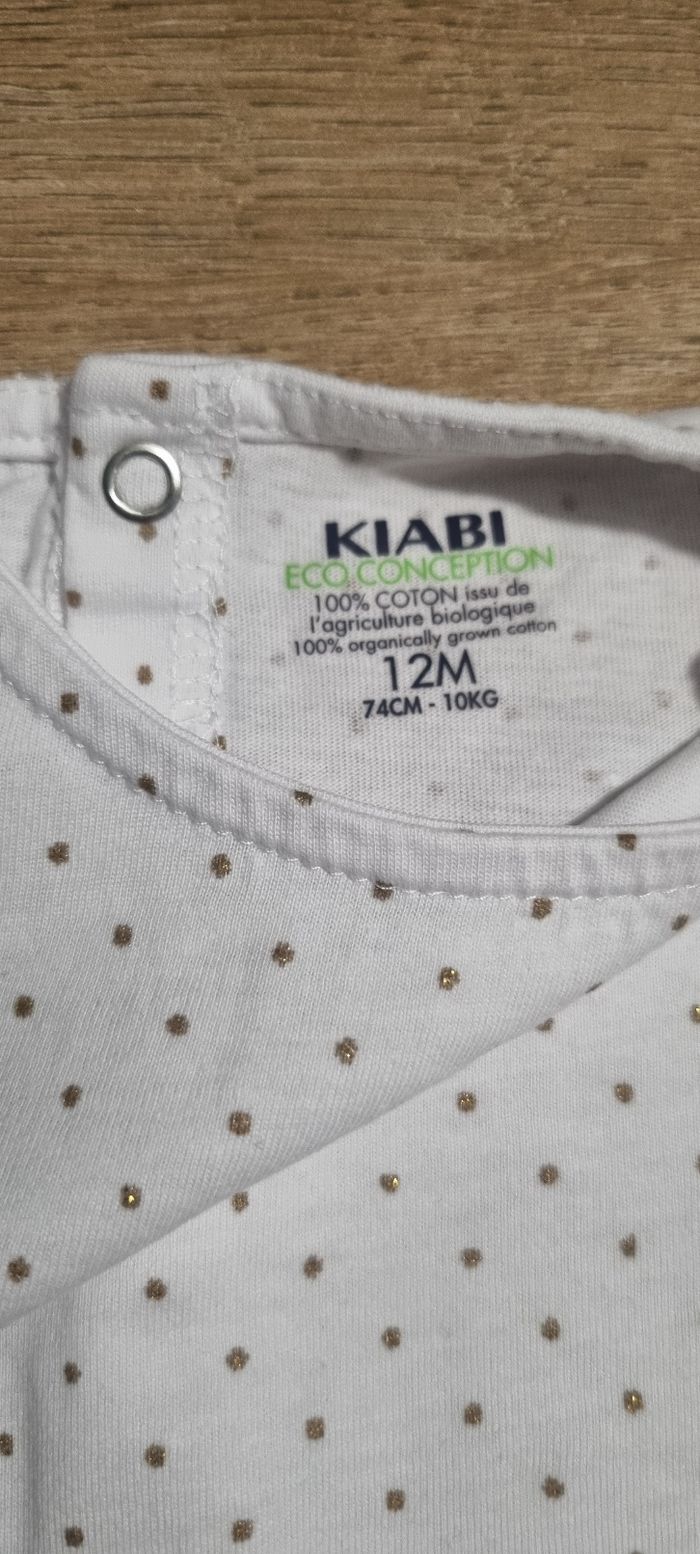 KIABI
ECO CONCEPTION
100% COTON issu de
l'agriculture biologique
100% organically grown cotton
12M
74CM - 10KG